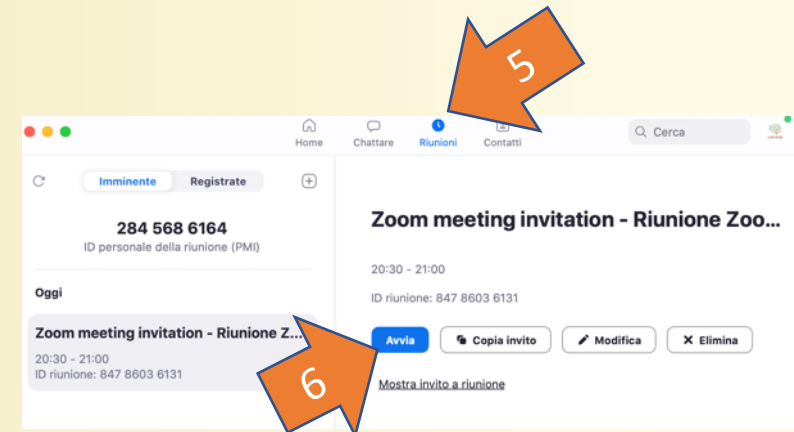 5
Home Chattare Riunioni Contatti
Cerca
Imminente Registrate
284 568 6164
ID personale della riunione (PMI)
Oggi
Zoom meeting invitation - Riunione Z...
20:30 - 21:00
ID riunione: 847 8603 6131
Zoom meeting invitation - Riunione Zoo...
20:30 - 21:00
ID riunione: 847 8603 6131
Avvia Copia invito Modifica Elimina
Mostra invito a riunione
6